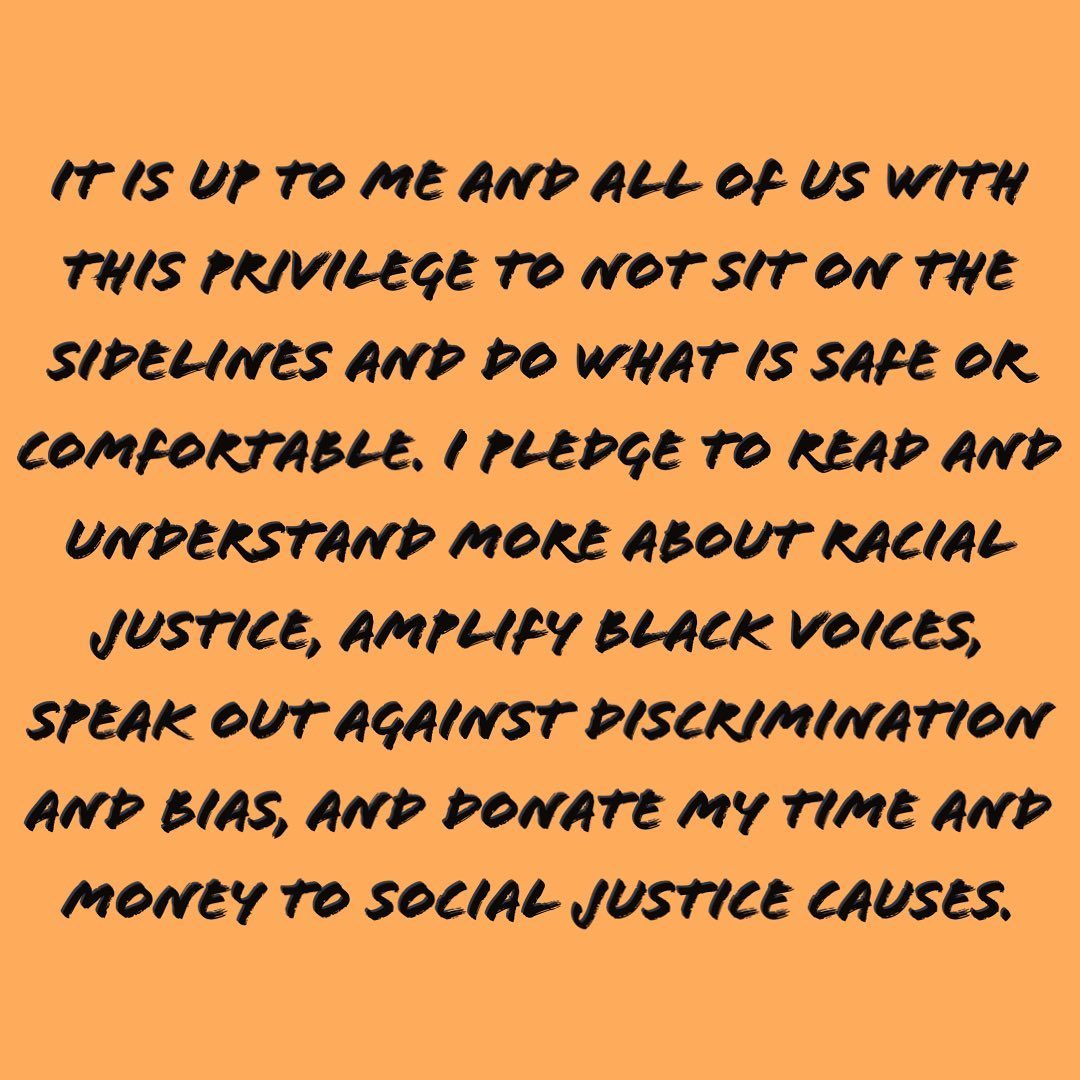 IT IS UP TO ME AND ALL OF US WITH
THIS PRIVILEGE TO NOT SIT ON THE
SIDELINES AND DO WHAT IS SAFE OR
COMFORTABLE. I PLEDGE TO READ AND
UNDERSTAND MORE ABOUT RACIAL
JUSTICE, AMPLIFY BLACK VOICES,
SPEAK OUT AGAINST DISCRIMINATION
AND BIAS, AND DONATE MY TIME AND
MONEY TO SOCIAL JUSTICE CAUSES.